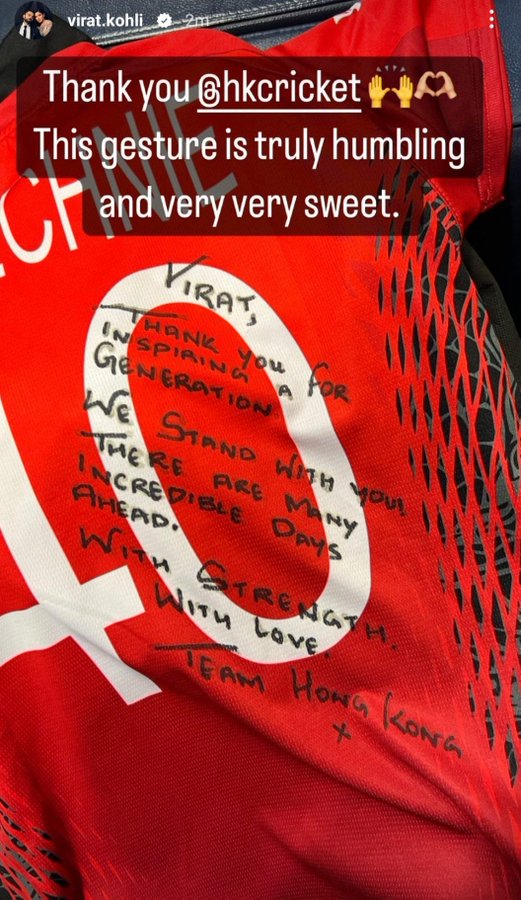 virat.kohli 2m
Thank you @hkcricket 🙌🫶🏼
This gesture is truly humbling
and very very sweet.
ECHNIE
40
VIRAT,
THANK YOU FOR
INSPIRING A
GENERATION.
WE STAND WITH YOU!
THERE ARE MANY
INCREDIBLE DAYS
AHEAD.
WITH STRENGTH.
WITH LOVE.
TEAM HONG KONG
x